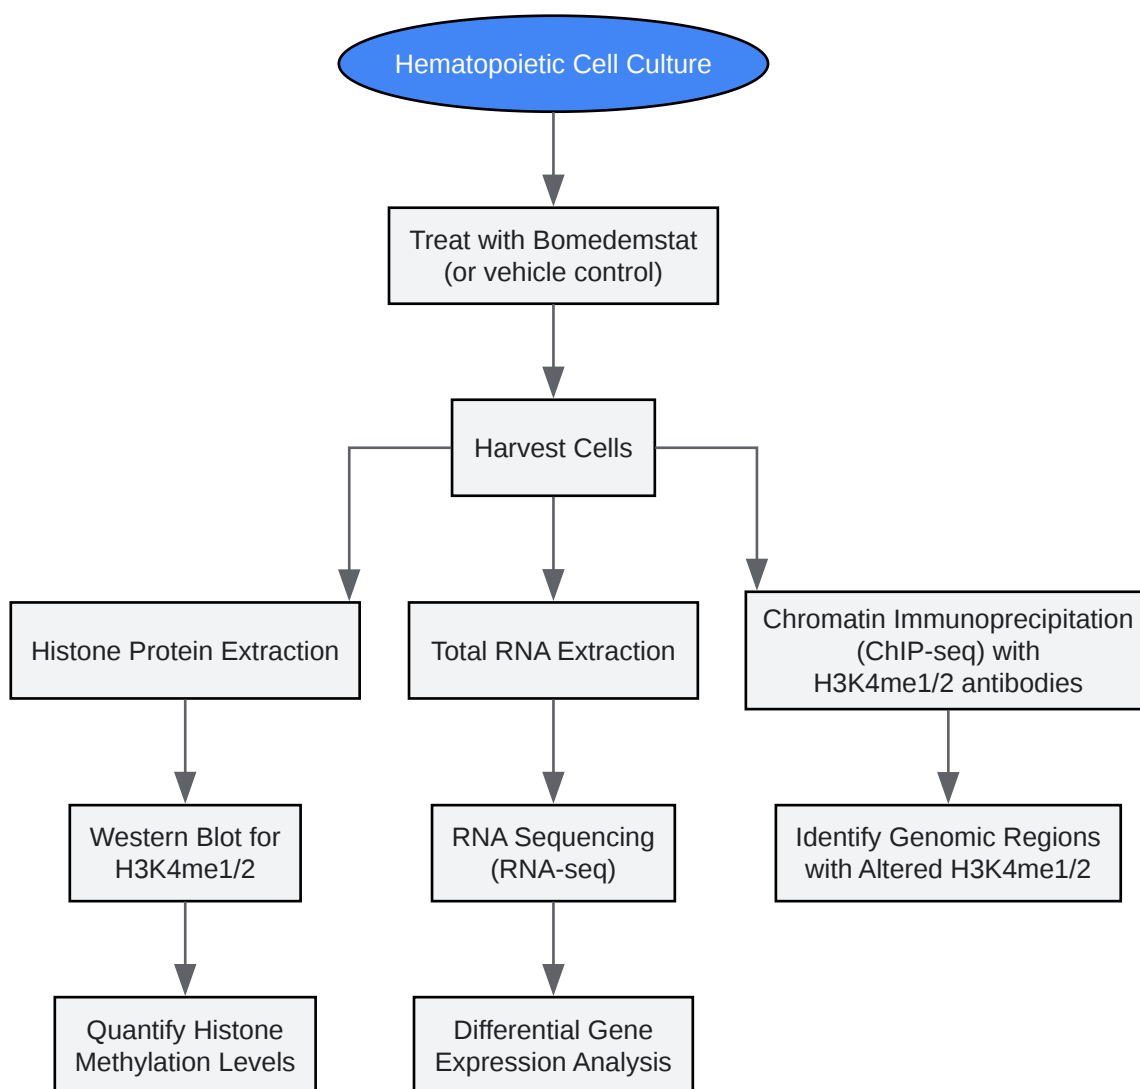 Hematopoietic Cell Culture
Treat with Bomedemstat
(or vehicle control)
Harvest Cells
Histone Protein Extraction
Total RNA Extraction
Chromatin Immunoprecipitation
(ChIP-seq) with
H3K4me1/2 antibodies
Western Blot for
H3K4me1/2
RNA Sequencing
(RNA-seq)
Identify Genomic Regions
with Altered H3K4me1/2
Quantify Histone
Methylation Levels
Differential Gene
Expression Analysis